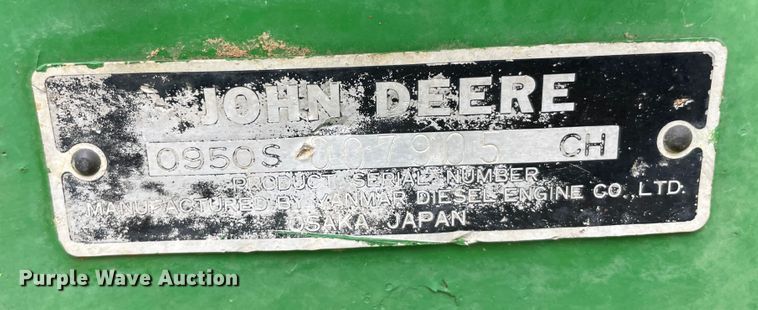 JOHN DEERE
0950S 007905 CH
PRODUCT SERIAL NUMBER
MANUFACTURED BY YANMAR DIESEL ENGINE CO.,LTD.
OSAKA JAPAN
Purple Wave Auction